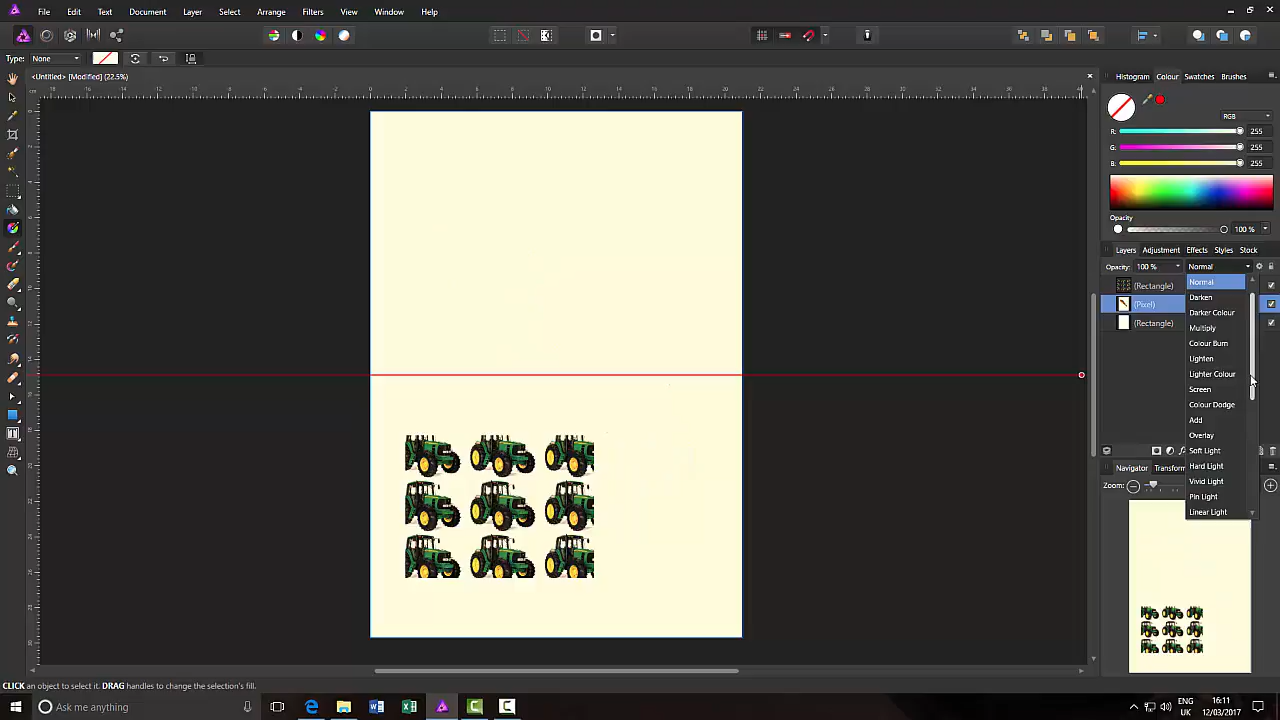 File Edit Text Document Layer Select Arrange Filters View Window Help
Type: None
<Untitled> [Modified] (22.5%)
Histogram Colour Swatches Brushes
RGB
R: 255
G: 255
B: 255
Opacity
100 %
Layers Adjustment Effects Styles Stock
Opacity: 100 % Normal
(Rectangle)
(Pixel)
(Rectangle)
Normal
Darken
Darker Colour
Multiply
Colour Burn
Lighten
Lighter Colour
Screen
Colour Dodge
Add
Overlay
Soft Light
Hard Light
Vivid Light
Pin Light
Linear Light
Navigator Transform
Zoom:
CLICK an object to select it. DRAG handles to change the selection's fill.
Ask me anything
ENG
UK
16:11
12/03/2017